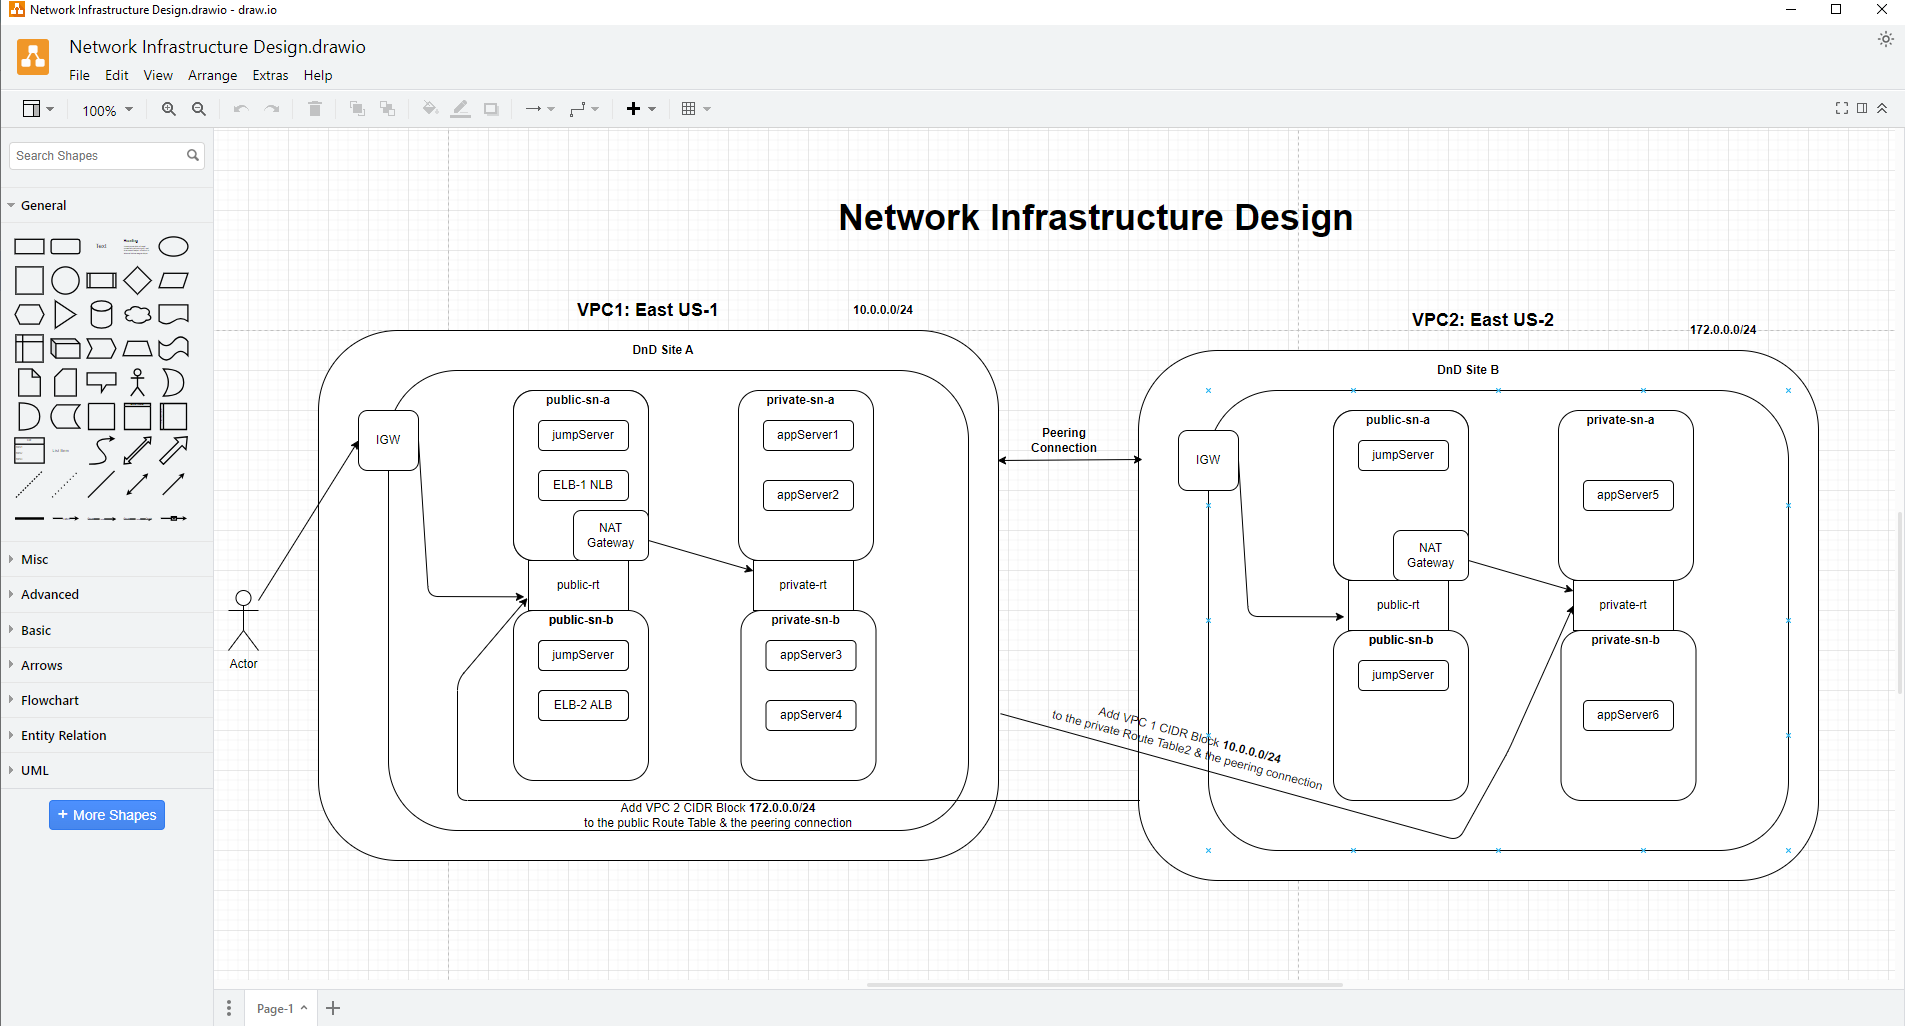 Network Infrastructure Design.drawio - draw.io
Network Infrastructure Design.drawio
File Edit View Arrange Extras Help
100%
Search Shapes
General
Text
Heading
List Item
Misc
Advanced
Basic
Arrows
Flowchart
Entity Relation
UML
+ More Shapes
Network Infrastructure Design
VPC1: East US-1
10.0.0.0/24
DnD Site A
IGW
public-sn-a
jumpServer
ELB-1 NLB
NAT
Gateway
public-rt
public-sn-b
jumpServer
ELB-2 ALB
private-sn-a
appServer1
appServer2
private-rt
private-sn-b
appServer3
appServer4
Actor
Add VPC 2 CIDR Block 172.0.0.0/24
to the public Route Table & the peering connection
Peering
Connection
Add VPC 1 CIDR Block 10.0.0.0/24
to the private Route Table2 & the peering connection
VPC2: East US-2
172.0.0.0/24
DnD Site B
IGW
public-sn-a
jumpServer
NAT
Gateway
public-rt
public-sn-b
jumpServer
private-sn-a
appServer5
private-rt
private-sn-b
appServer6
Page-1